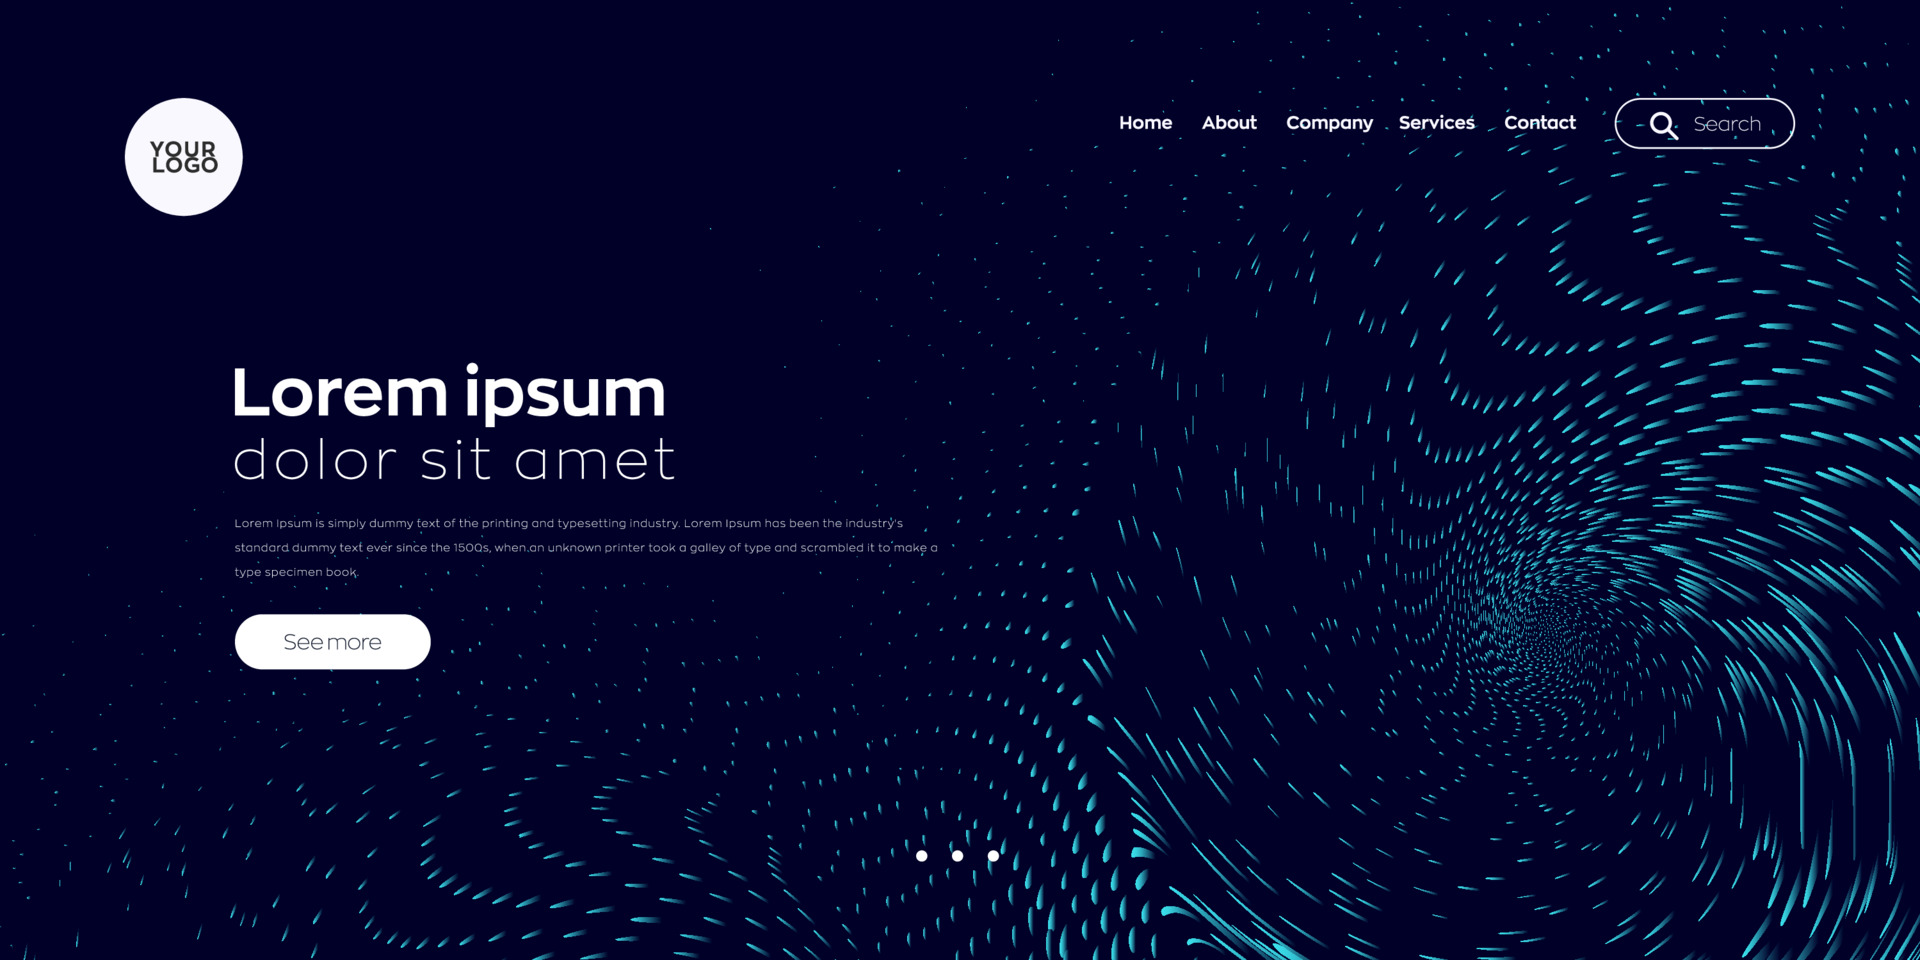 YOUR
LOGO
Home About Company Services Contact Search
Lorem ipsum
dolor sit amet
Lorem Ipsum is simply dummy text of the printing and typesetting industry. Lorem Ipsum has been the industry's
standard dummy text ever since the 1500s, when an unknown printer took a galley of type and scrambled it to make a
type specimen book.
See more